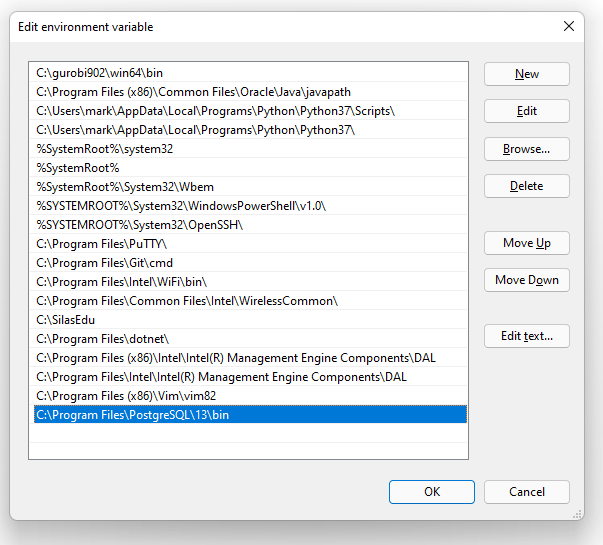 Edit environment variable
C:\gurobi902\win64\bin
C:\Program Files (x86)\Common Files\Oracle\Java\javapath
C:\Users\mark\AppData\Local\Programs\Python\Python37\Scripts\
C:\Users\mark\AppData\Local\Programs\Python\Python37\
%SystemRoot%\system32
%SystemRoot%
%SystemRoot%\System32\Wbem
%SYSTEMROOT%\System32\WindowsPowerShell\v1.0\
%SYSTEMROOT%\System32\OpenSSH\
C:\Program Files\PuTTY\
C:\Program Files\Git\cmd
C:\Program Files\Intel\WiFi\bin\
C:\Program Files\Common Files\Intel\WirelessCommon\
C:\SilasEdu
C:\Program Files\dotnet\
C:\Program Files (x86)\Intel\Intel(R) Management Engine Components\DAL
C:\Program Files\Intel\Intel(R) Management Engine Components\DAL
C:\Program Files (x86)\Vim\vim82
C:\Program Files\PostgreSQL\13\bin
New
Edit
Browse...
Delete
Move Up
Move Down
Edit text...
OK
Cancel